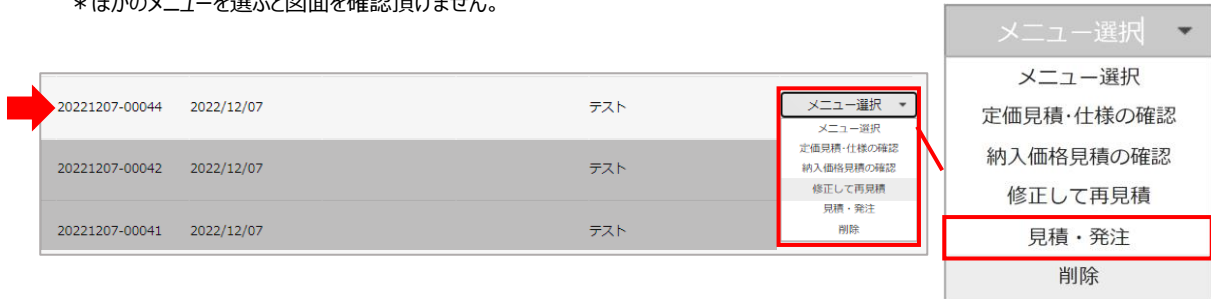 *ほかのメニューを選ぶと図面を確認頂けません。
メニュー選択
メニュー選択
定価見積・仕様の確認
納入価格見積の確認
修正して再見積
見積・発注
削除
20221207-00044 2022/12/07 テスト メニュー選択
メニュー選択
定価見積・仕様の確認
納入価格見積の確認
修正して再見積
見積・発注
削除
20221207-00042 2022/12/07 テスト
20221207-00041 2022/12/07 テスト